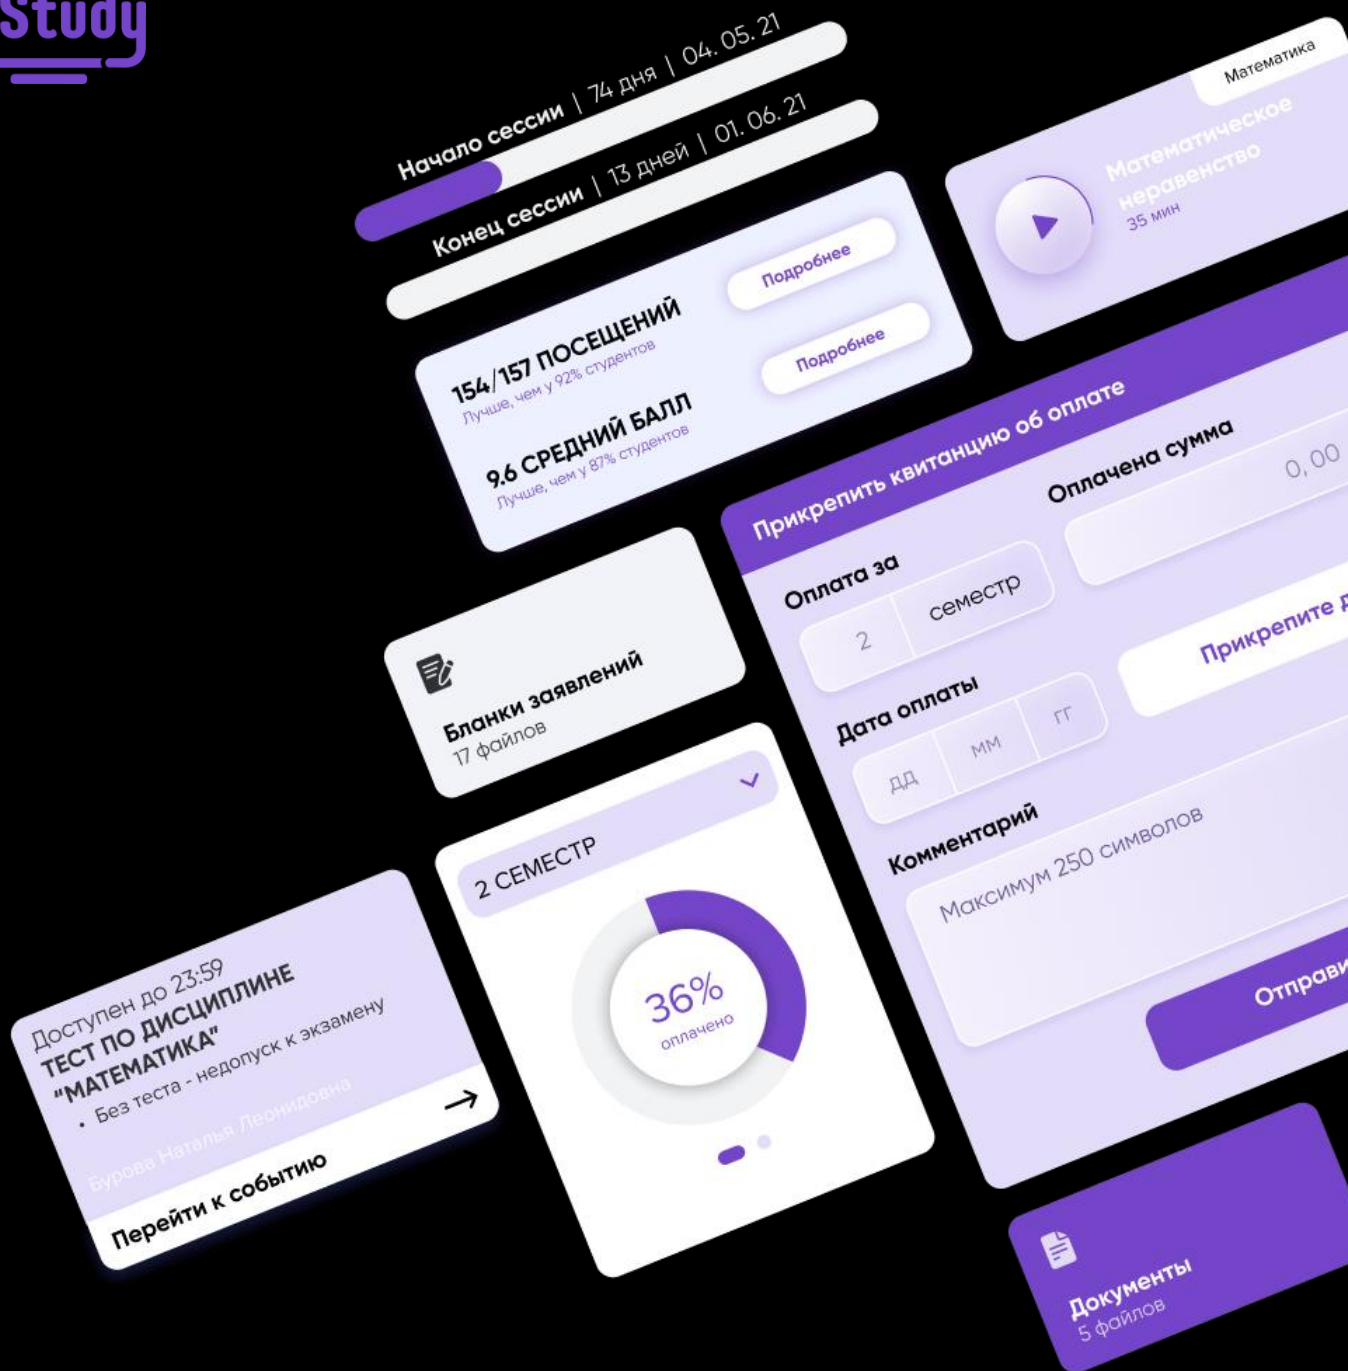 Study
Начало сессии | 74 дня | 04. 05. 21
Конец сессии | 13 дней | 01. 06. 21
154/157 ПОСЕЩЕНИЙ
Лучше, чем у 92% студентов
Подробнее
9.6 СРЕДНИЙ БАЛЛ
Лучше, чем у 87% студентов
Подробнее
Математика
Математическое
неравенство
35 мин
Прикрепить квитанцию об оплате
Оплата за
2 семестр
Оплачена сумма
0,00
Дата оплаты
дд мм гг
Прикрепите
Комментарий
Максимум 250 символов
Отправи
Бланки заявлений
17 файлов
2 СЕМЕСТР
36%
оплачено
Доступен до 23:59
ТЕСТ ПО ДИСЦИПЛИНЕ
"МАТЕМАТИКА"
• Без теста - недопуск к экзамену
Бурова Наталья Леонидовна
Перейти к событию
Документы
5 файлов